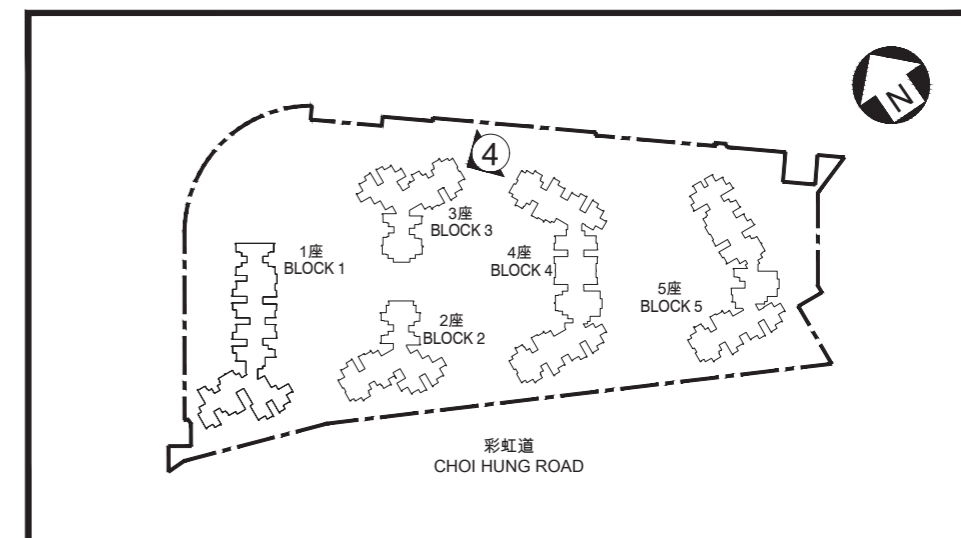 N
4
3座
BLOCK 3
1座
BLOCK 1
4座
BLOCK 4
5座
BLOCK 5
2座
BLOCK 2
彩虹道
CHOI HUNG ROAD